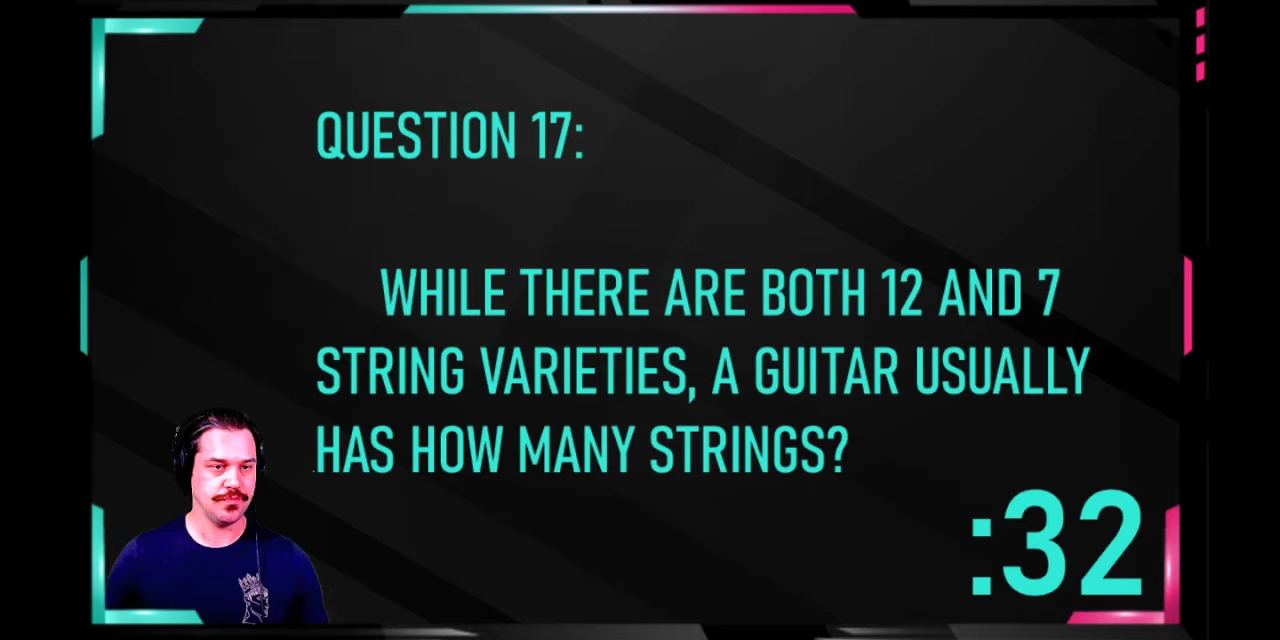 QUESTION 17:
WHILE THERE ARE BOTH 12 AND 7
STRING VARIETIES, A GUITAR USUALLY
HAS HOW MANY STRINGS?
:32